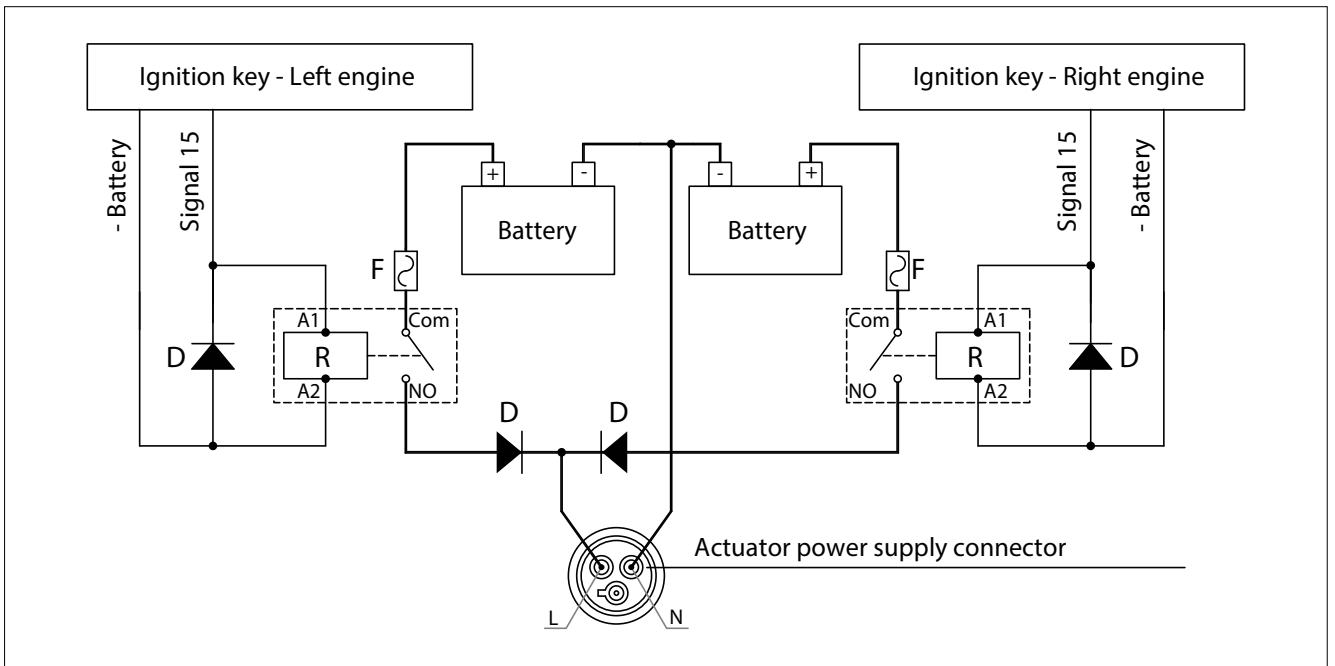 Ignition key - Left engine
Ignition key - Right engine
- Battery
Signal 15
Signal 15
- Battery
+
-
-
+
Battery
Battery
F
F
A1
Com
Com
A1
D
R
R
D
A2
NO
NO
A2
D
D
Actuator power supply connector
L
N